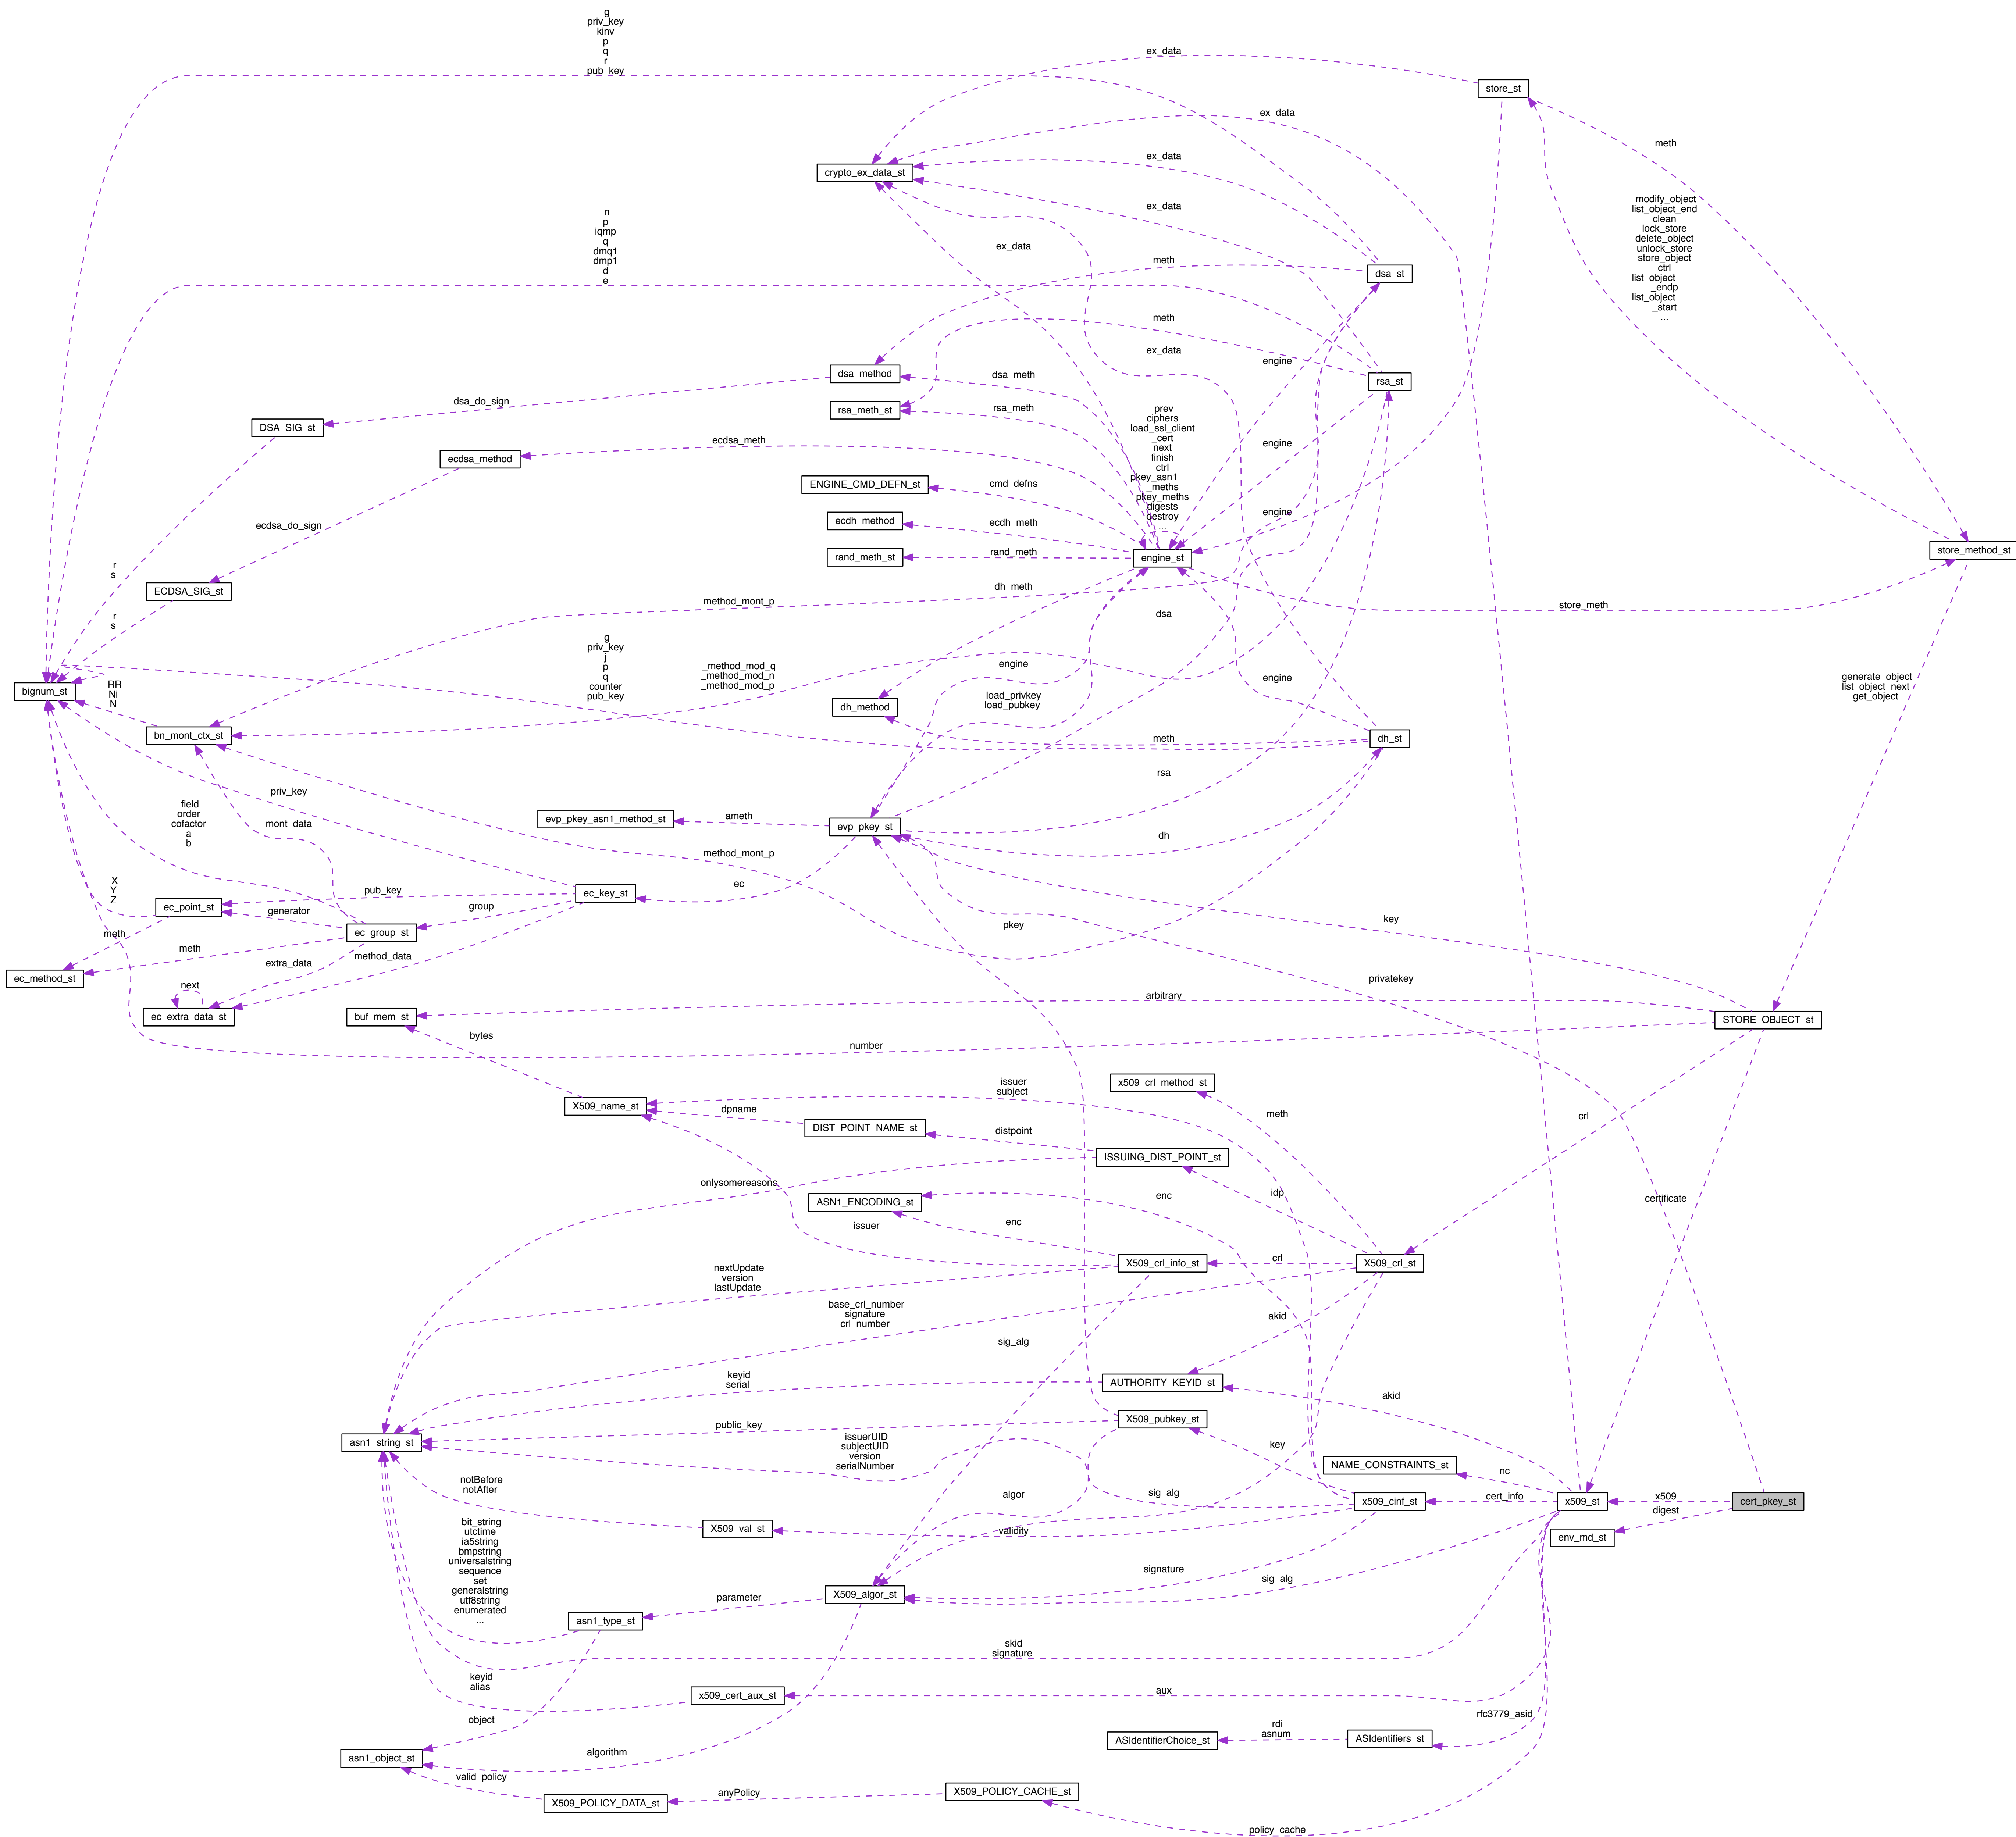 g
priv_key
kinv
p
q
r
pub_key
ex_data
store_st
ex_data
meth
ex_data
crypto_ex_data_st
modify_object
list_object_end
clean
lock_store
delete_object
unlock_store
store_object
ctrl
list_object
_endp
list_object
_start
...
ex_data
n
p
iqmp
q
dmq1
dmp1
d
e
ex_data
meth
dsa_st
meth
ex_data
engine
dsa_method
dsa_meth
rsa_st
dsa_do_sign
rsa_meth_st
rsa_meth
prev
ciphers
load_ssl_client
_cert
next
finish
ctrl
pkey_asn1
_meths
pkey_meths
digests
destroy
...
DSA_SIG_st
ecdsa_meth
engine
ecdsa_method
ENGINE_CMD_DEFN_st
cmd_defns
engine
ecdh_method
ecdh_meth
ecdsa_do_sign
rand_meth_st
rand_meth
engine_st
store_method_st
r
s
ECDSA_SIG_st
dh_meth
method_mont_p
store_meth
dsa
r
s
g
priv_key
j
p
q
counter
pub_key
_method_mod_q
_method_mod_n
_method_mod_p
engine
engine
generate_object
list_object_next
get_object
bignum_st
RR
Ni
N
load_privkey
load_pubkey
dh_method
bn_mont_ctx_st
meth
dh_st
rsa
priv_key
field
order
cofactor
a
b
mont_data
evp_pkey_asn1_method_st
ameth
evp_pkey_st
dh
method_mont_p
X
Y
Z
pub_key
ec_key_st
ec
ec_point_st
generator
group
key
meth
ec_group_st
pkey
meth
method_data
ec_method_st
extra_data
privatekey
next
arbitrary
ec_extra_data_st
buf_mem_st
STORE_OBJECT_st
bytes
number
issuer
subject
x509_crl_method_st
X509_name_st
dpname
meth
crl
DIST_POINT_NAME_st
distpoint
ISSUING_DIST_POINT_st
onlysomereasons
ASN1_ENCODING_st
enc
idp
certificate
issuer
enc
X509_crl_info_st
crl
X509_crl_st
nextUpdate
version
lastUpdate
base_crl_number
signature
crl_number
akid
sig_alg
keyid
serial
AUTHORITY_KEYID_st
akid
public_key
X509_pubkey_st
asn1_string_st
issuerUID
subjectUID
version
serialNumber
key
NAME_CONSTRAINTS_st
nc
notBefore
notAfter
algor
sig_alg
x509_cinf_st
cert_info
x509_st
x509
cert_pkey_st
digest
bit_string
utctime
ia5string
bmpstring
universalstring
sequence
set
generalstring
utf8string
enumerated
...
X509_val_st
validity
env_md_st
signature
sig_alg
X509_algor_st
parameter
asn1_type_st
skid
signature
keyid
alias
x509_cert_aux_st
aux
object
rfc3779_asid
rdi
asnum
ASIdentifierChoice_st
ASIdentifiers_st
asn1_object_st
algorithm
valid_policy
X509_POLICY_DATA_st
anyPolicy
X509_POLICY_CACHE_st
policy_cache